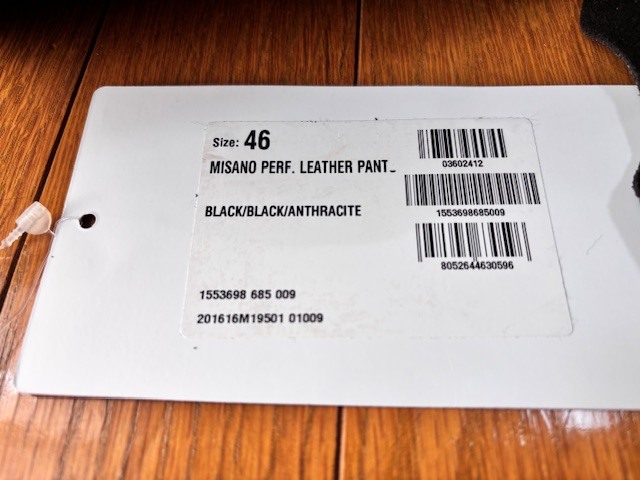 Size: 46
MISANO PERF. LEATHER PANT
BLACK/BLACK/ANTHRACITE
1553698 685 009
201616M19501 01009
03602412
1553698685009
8052644630596